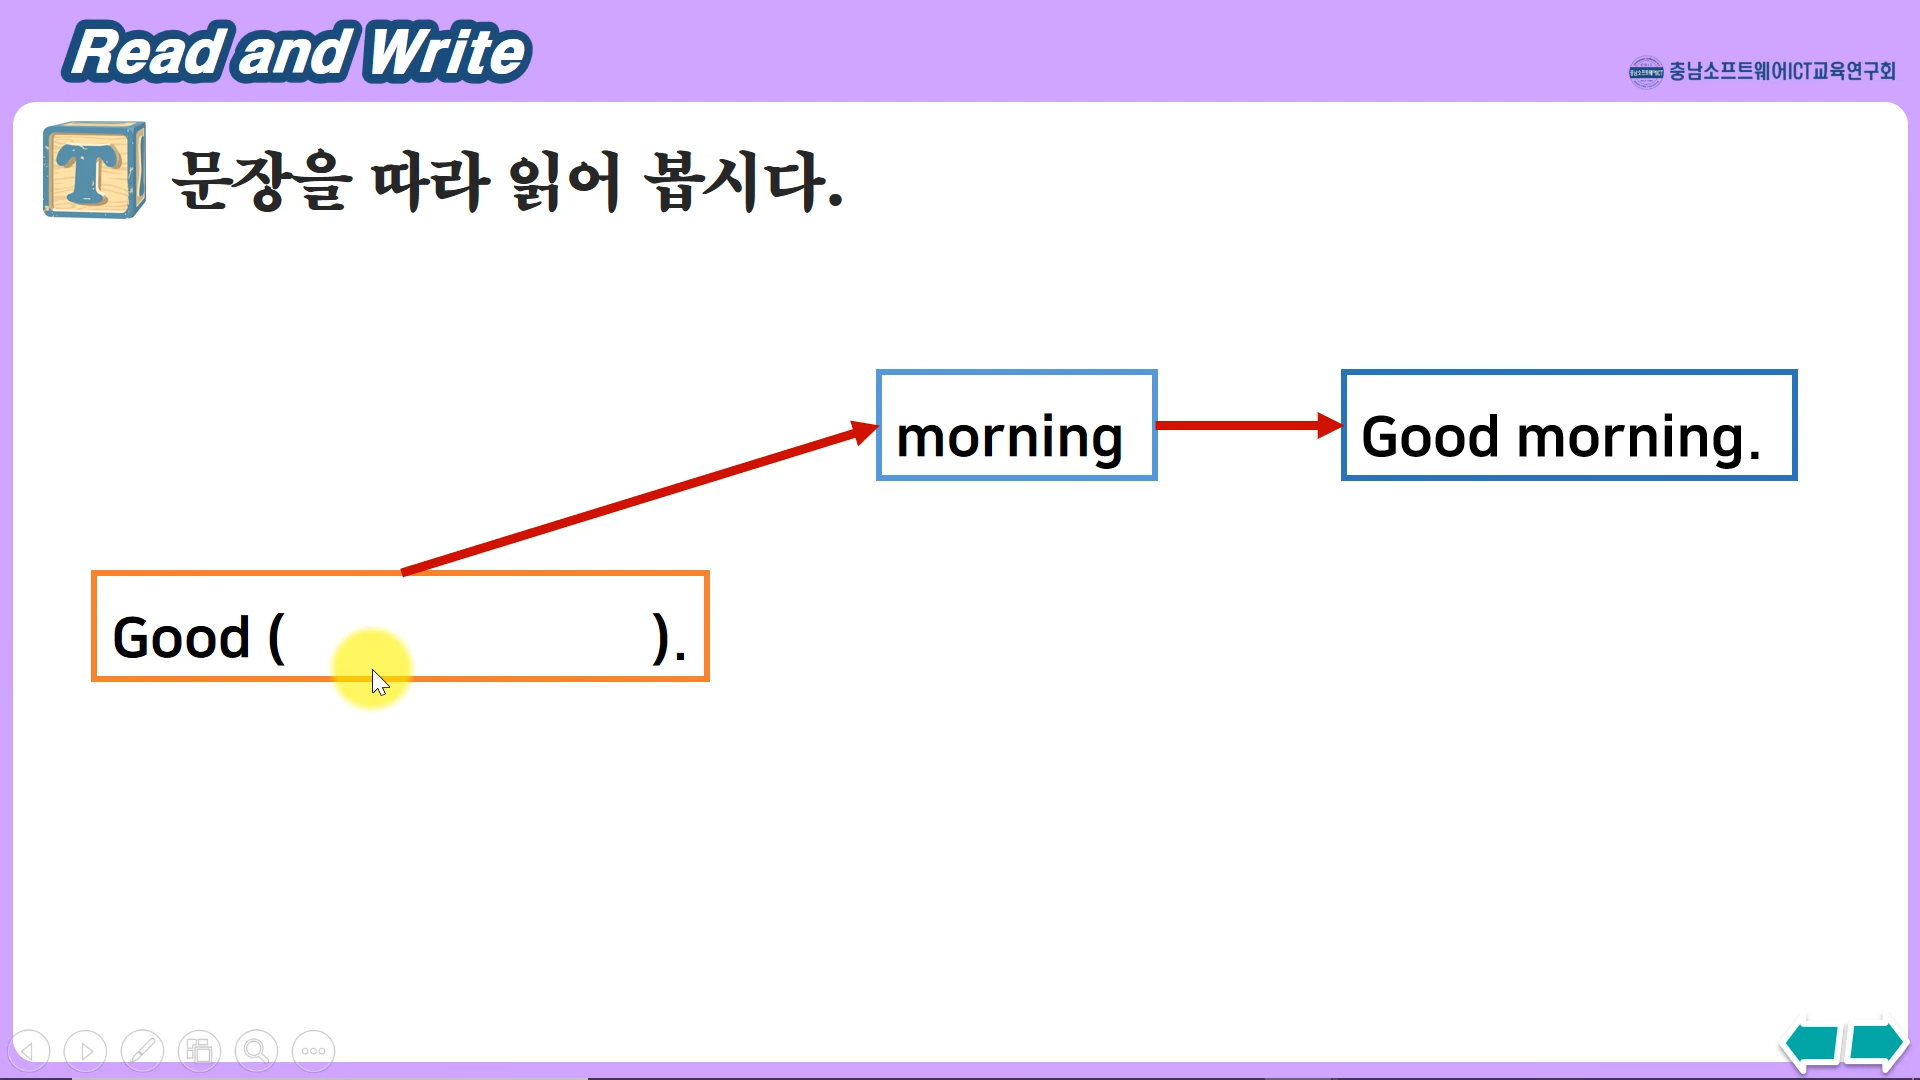 Read and Write
충남소프트웨어ICT교육연구회
T 문장을 따라 읽어 봅시다.
morning
Good morning.
Good ( ).